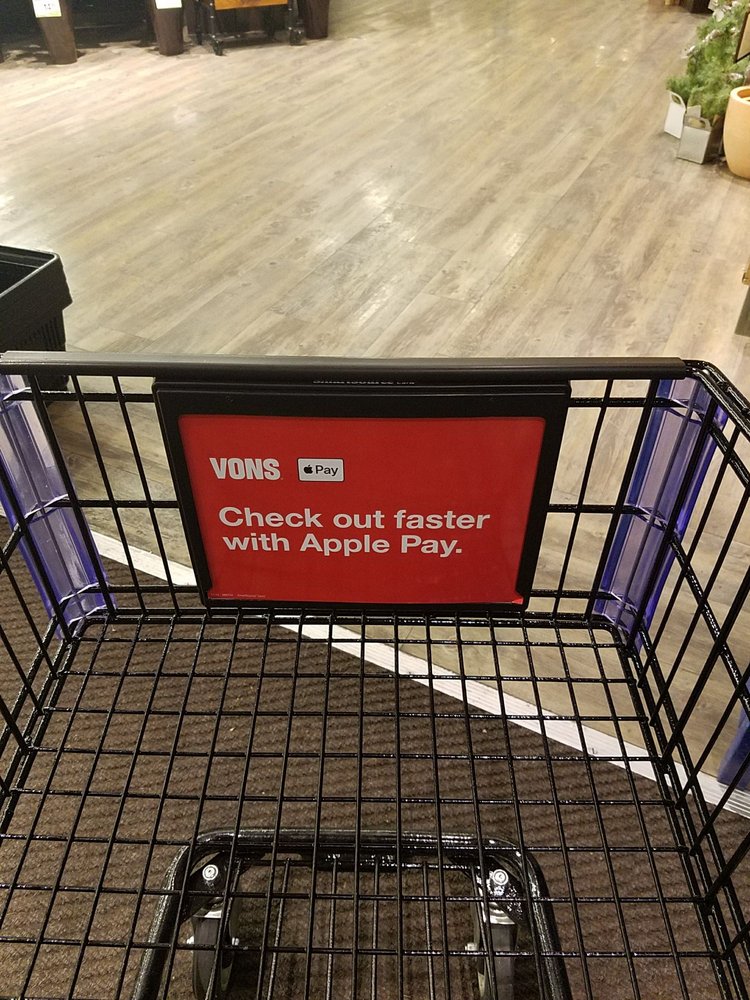 VONS Pay
Check out faster
with Apple Pay.